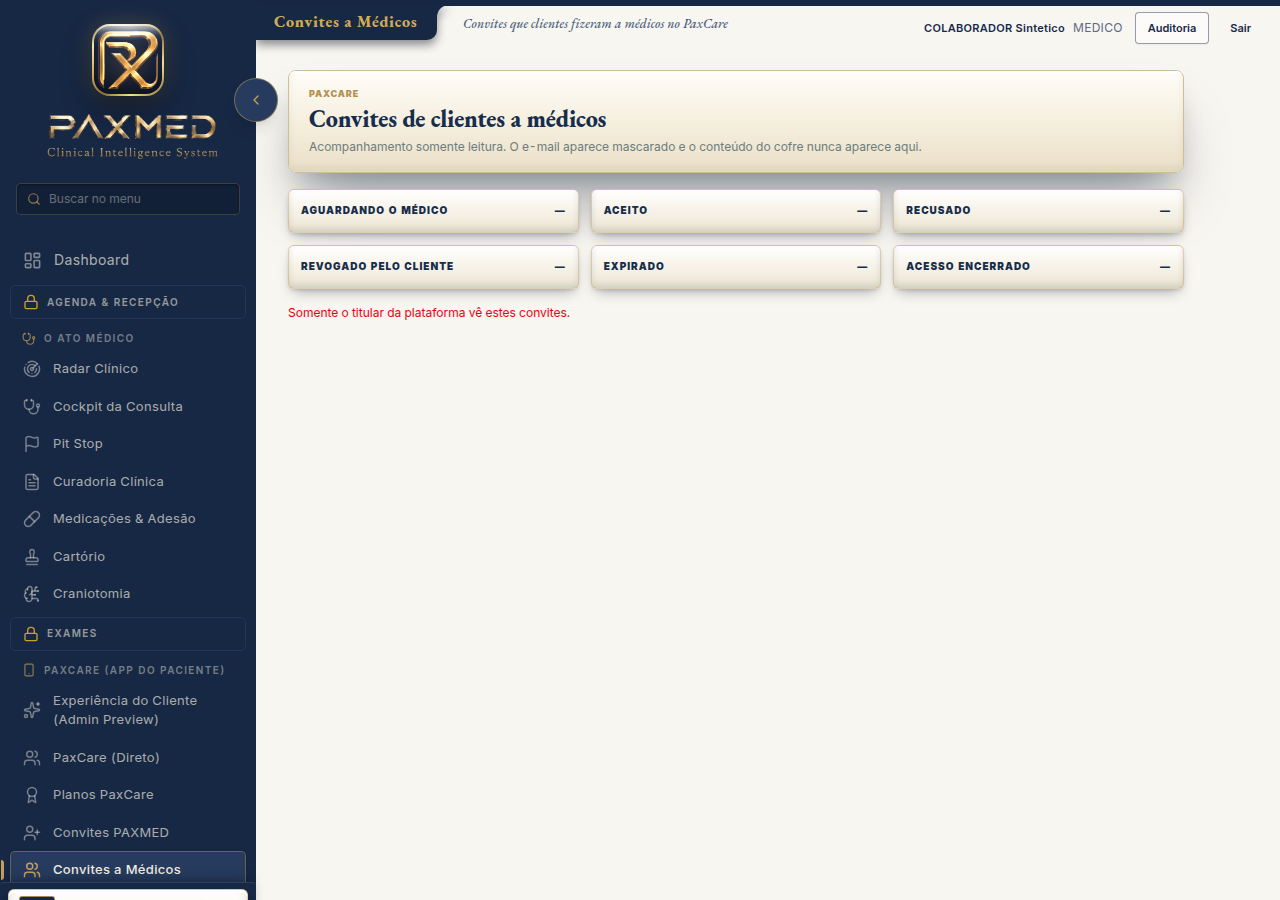 PAXMED
Clinical Intelligence System
Buscar no menu
Dashboard
AGENDA & RECEPÇÃO
O ATO MÉDICO
Radar Clínico
Cockpit da Consulta
Pit Stop
Curadoria Clínica
Medicações & Adesão
Cartório
Craniotomia
EXAMES
PAXCARE (APP DO PACIENTE)
Experiência do Cliente
(Admin Preview)
PaxCare (Direto)
Planos PaxCare
Convites PAXMED
Convites a Médicos
Convites a Médicos
Convites que clientes fizeram a médicos no PaxCare
COLABORADOR Sintetico MEDICO Auditoria Sair
PAXCARE
Convites de clientes a médicos
Acompanhamento somente leitura. O e-mail aparece mascarado e o conteúdo do cofre nunca aparece aqui.
AGUARDANDO O MÉDICO —
ACEITO —
RECUSADO —
REVOGADO PELO CLIENTE —
EXPIRADO —
ACESSO ENCERRADO —
Somente o titular da plataforma vê estes convites.